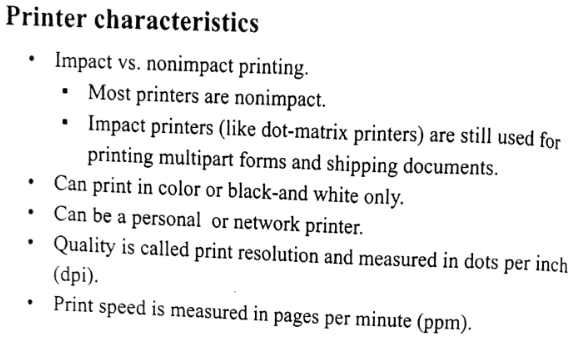 Printer characteristics
• Impact vs. nonimpact printing.
▪ Most printers are nonimpact.
▪ Impact printers (like dot-matrix printers) are still used for
printing multipart forms and shipping documents.
• Can print in color or black-and white only.
• Can be a personal or network printer.
• Quality is called print resolution and measured in dots per inch
(dpi).
• Print speed is measured in pages per minute (ppm).